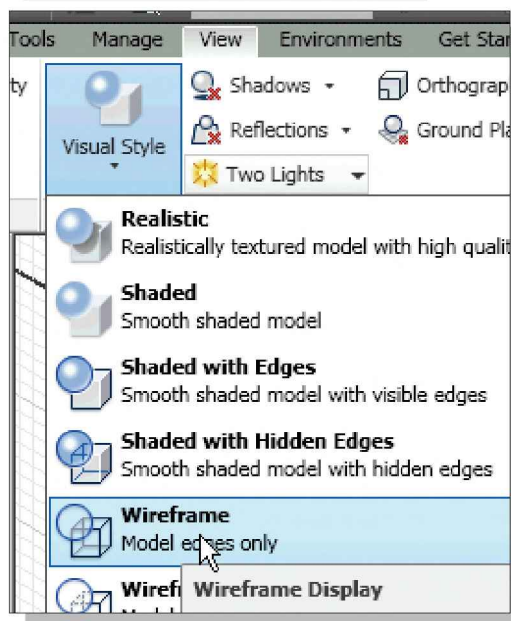 Tools Manage View Environments Get Star
ty
Visual Style
Shadows
Orthograp
Reflections
Ground Pla
Two Lights
Realistic
Realistically textured model with high qualit
Shaded
Smooth shaded model
Shaded with Edges
Smooth shaded model with visible edges
Shaded with Hidden Edges
Smooth shaded model with hidden edges
Wireframe
Model edges only
Wirefr
Wireframe Display